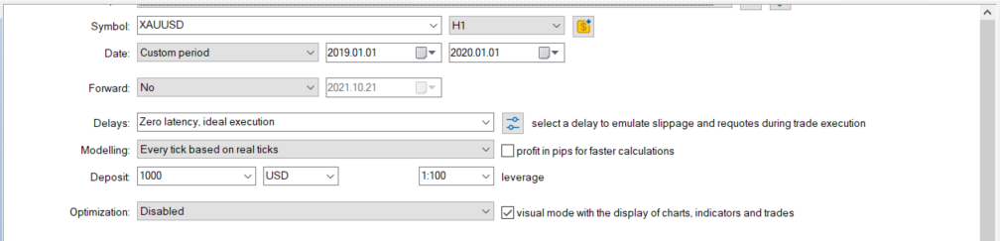 Symbol: XAUUSD H1
Date: Custom period 2019.01.01 2020.01.01
Forward: No 2021.10.21
Delays: Zero latency, ideal execution select a delay to emulate slippage and requotes during trade execution
Modelling: Every tick based on real ticks profit in pips for faster calculations
Deposit: 1000 USD 1:100 leverage
Optimization: Disabled visual mode with the display of charts, indicators and trades